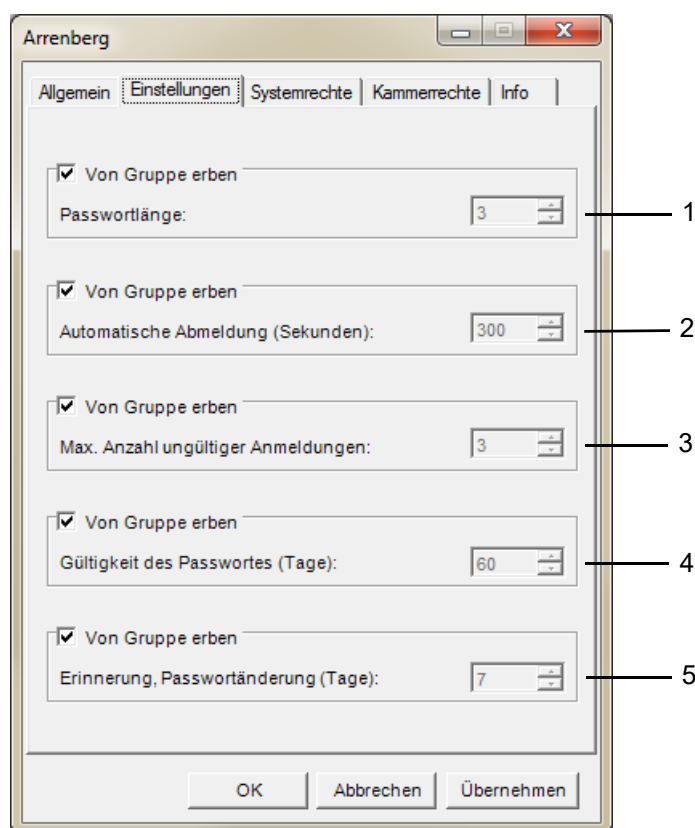 Arrenberg
Allgemein Einstellungen Systemrechte Kammerrechte Info
Von Gruppe erben
Passwortlänge: 3 1
Von Gruppe erben
Automatische Abmeldung (Sekunden): 300 2
Von Gruppe erben
Max. Anzahl ungültiger Anmeldungen: 3 3
Von Gruppe erben
Gültigkeit des Passwortes (Tage): 60 4
Von Gruppe erben
Erinnerung, Passwortänderung (Tage): 7 5
OK Abbrechen Übernehmen